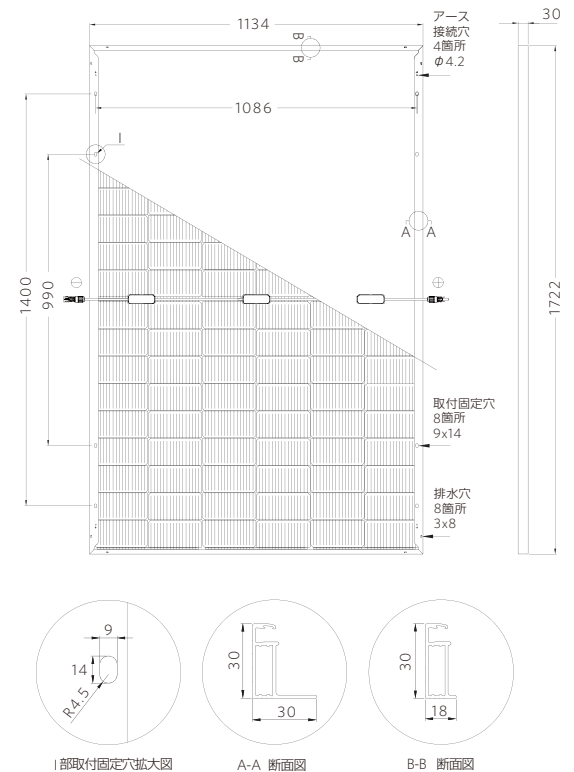 1134
アース
接続穴
4箇所
φ4.2
30
B
B
1086
I
A A
1400
990
1722
取付固定穴
8箇所
9x14
排水穴
8箇所
3x8
9
14
R4.5
30
30
30
18
I部取付固定穴拡大図
A-A 断面図
B-B 断面図